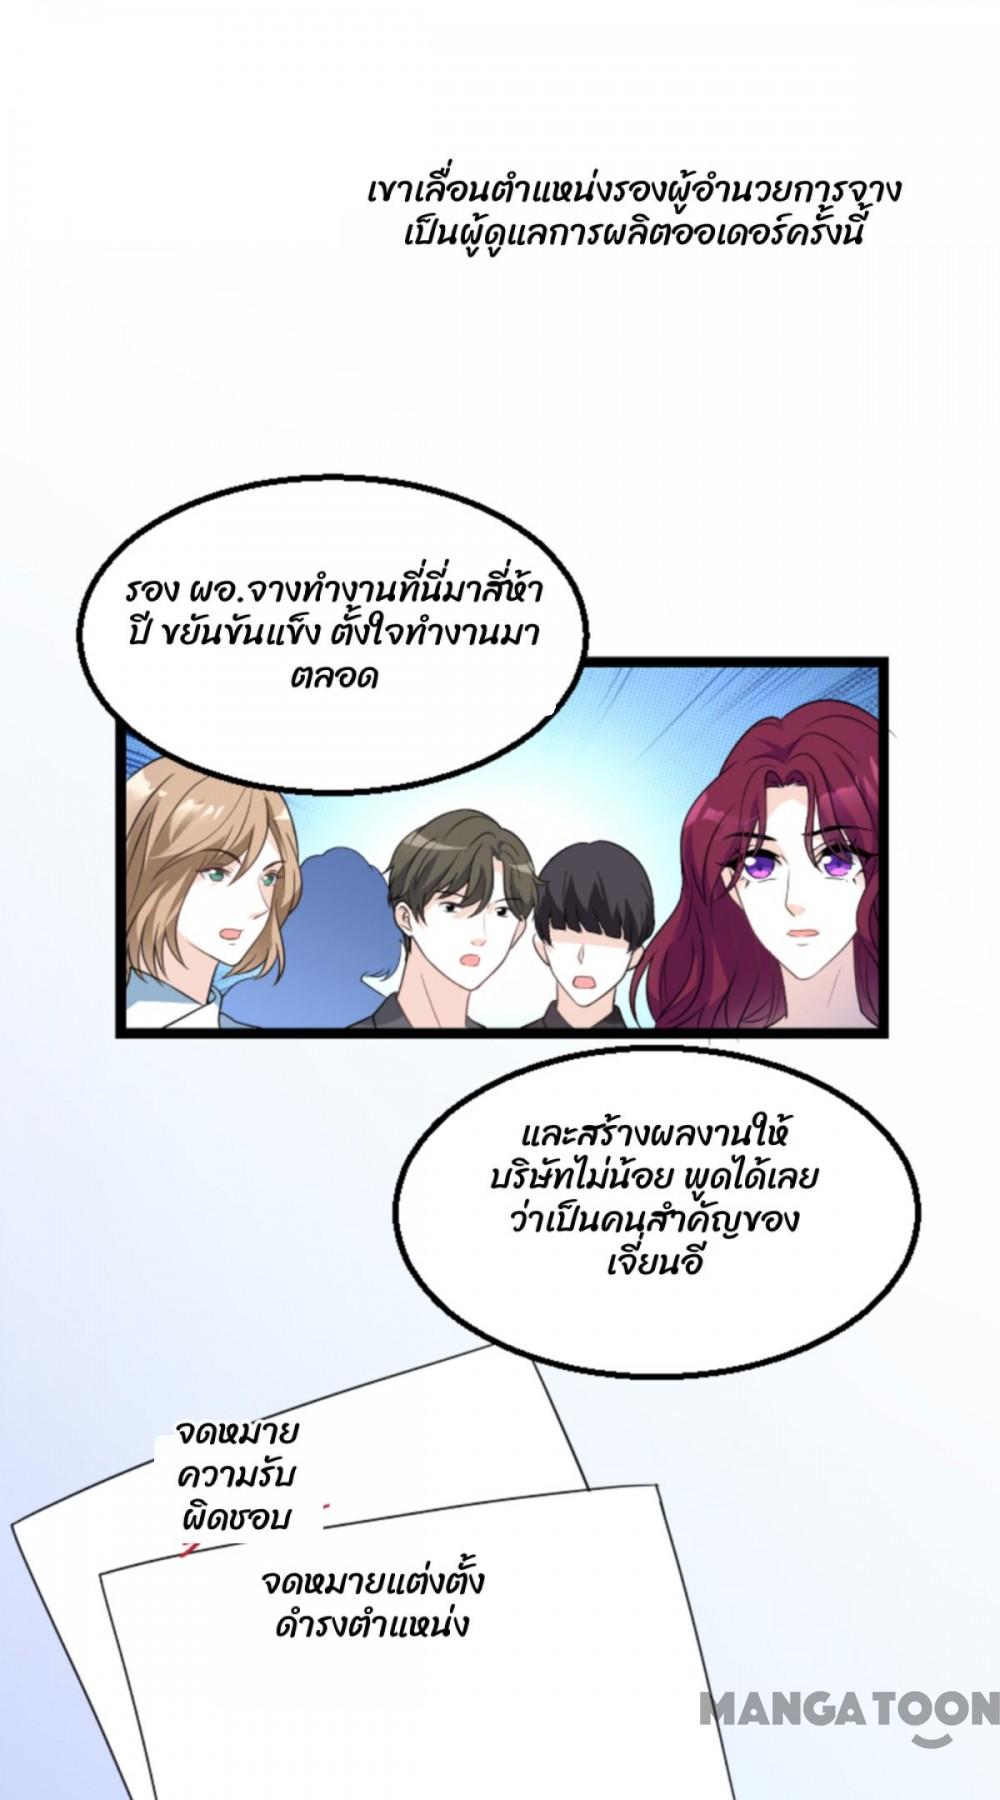 เขาเลื่อนตำแหน่งรองผู้อำนวยการจาง
เป็นผู้ดูแลการผลิตออเดอร์ครั้งนี้
รอง ผอ.จางทำงานที่นี่มาสี่ห้า
ปี ขยันขันแข็ง ตั้งใจทำงานมา
ตลอด
และสร้างผลงานให้
บริษัทไม่น้อย พูดได้เลย
ว่าเป็นคนสำคัญของ
เจี่ยนอี
จดหมาย
ความรับ
ผิดชอบ
จดหมายแต่งตั้ง
ดำรงตำแหน่ง
MANGATOON